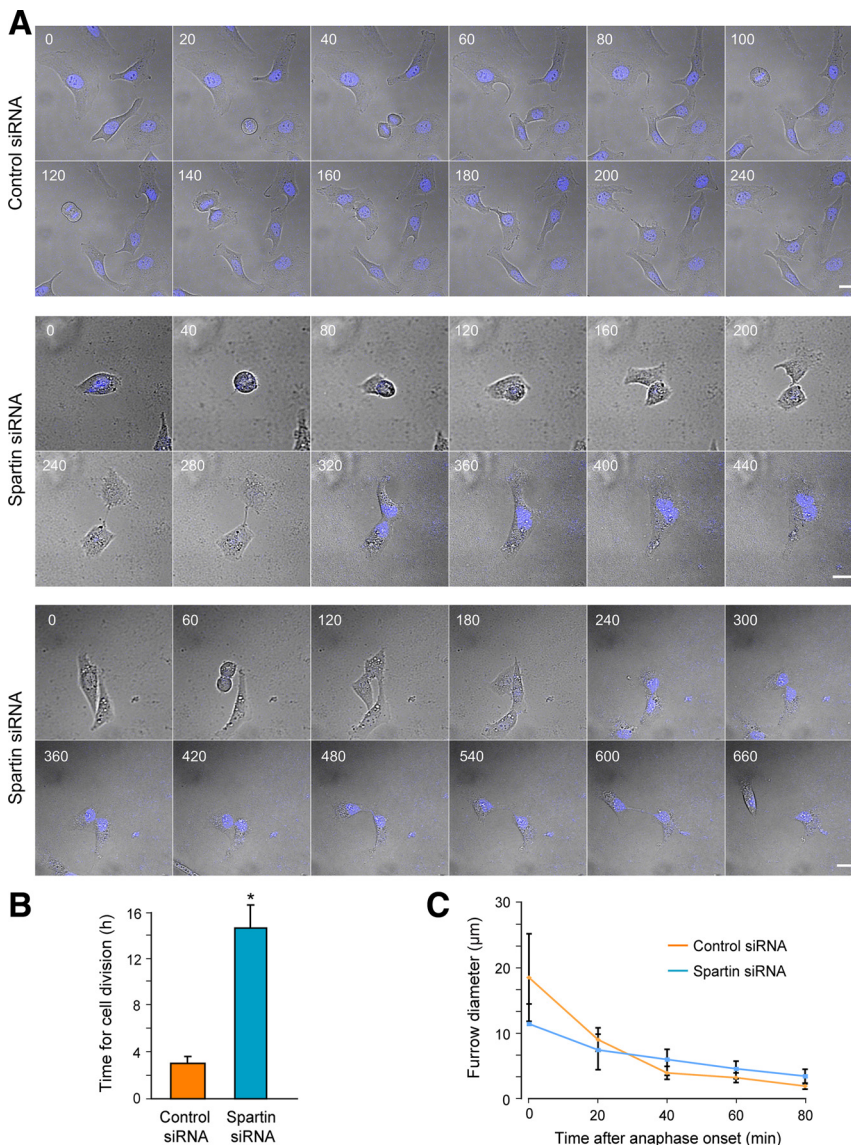 A
Control siRNA
0 20 40 60 80 100
120 140 160 180 200 240
Spartin siRNA
0 40 80 120 160 200
240 280 320 360 400 440
Spartin siRNA
0 60 120 180 240 300
360 420 480 540 600 660
B
Time for cell division (h)
16
12
8
4
0
*
Control siRNA
Spartin siRNA
C
Furrow diameter (µm)
30
20
10
0
Control siRNA
Spartin siRNA
0 20 40 60 80
Time after anaphase onset (min)